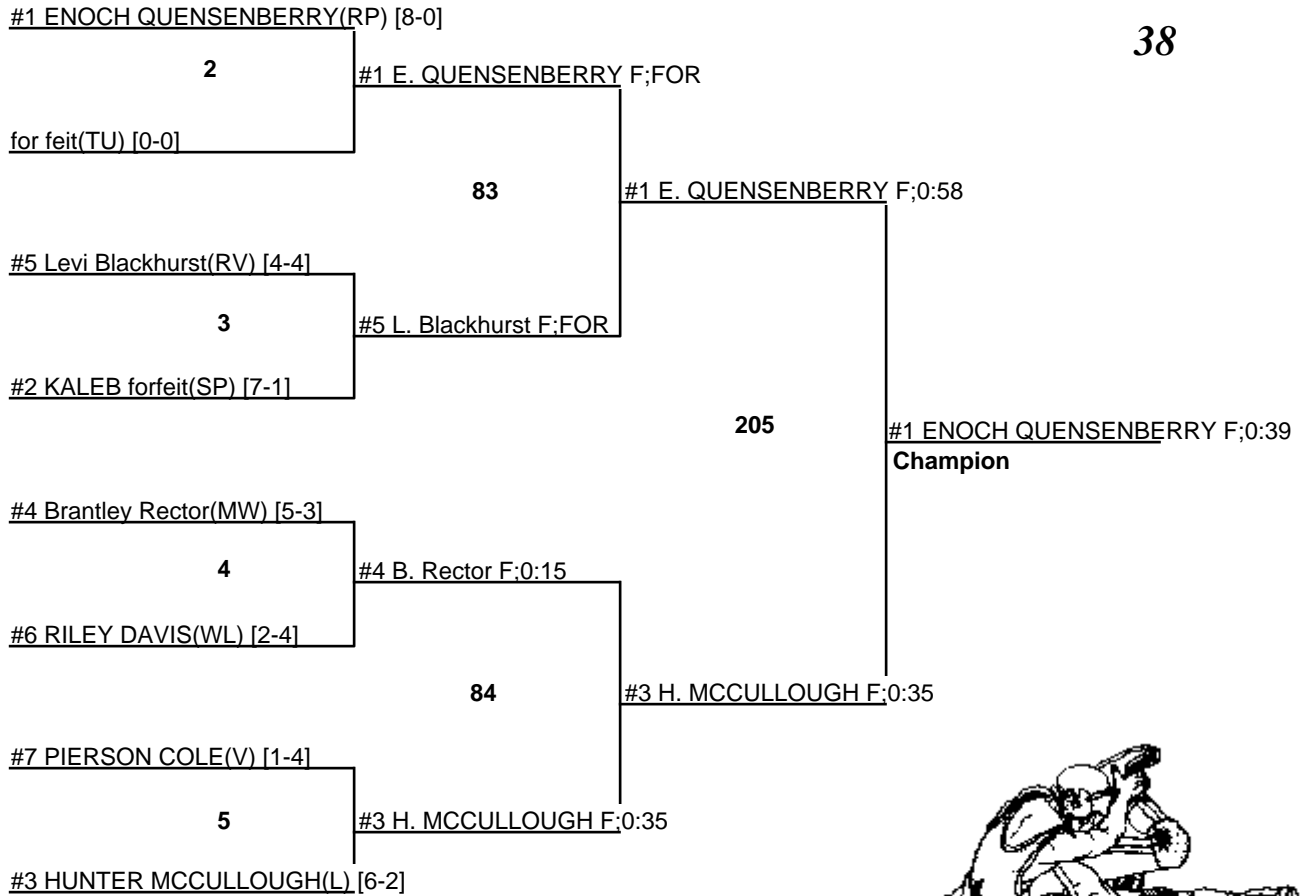 #1 ENOCH QUENSENBERRY(RP) [8-0]
38
2
#1 E. QUENSENBERRY F;FOR
for feit(TU) [0-0]
83
#1 E. QUENSENBERRY F;0:58
#5 Levi Blackhurst(RV) [4-4]
3
#5 L. Blackhurst F;FOR
#2 KALEB forfeit(SP) [7-1]
205
#1 ENOCH QUENSENBERRY F;0:39
Champion
#4 Brantley Rector(MW) [5-3]
4
#4 B. Rector F;0:15
#6 RILEY DAVIS(WL) [2-4]
84
#3 H. MCCULLOUGH F;0:35
#7 PIERSON COLE(V) [1-4]
5
#3 H. MCCULLOUGH F;0:35
#3 HUNTER MCCULLOUGH(L) [6-2]